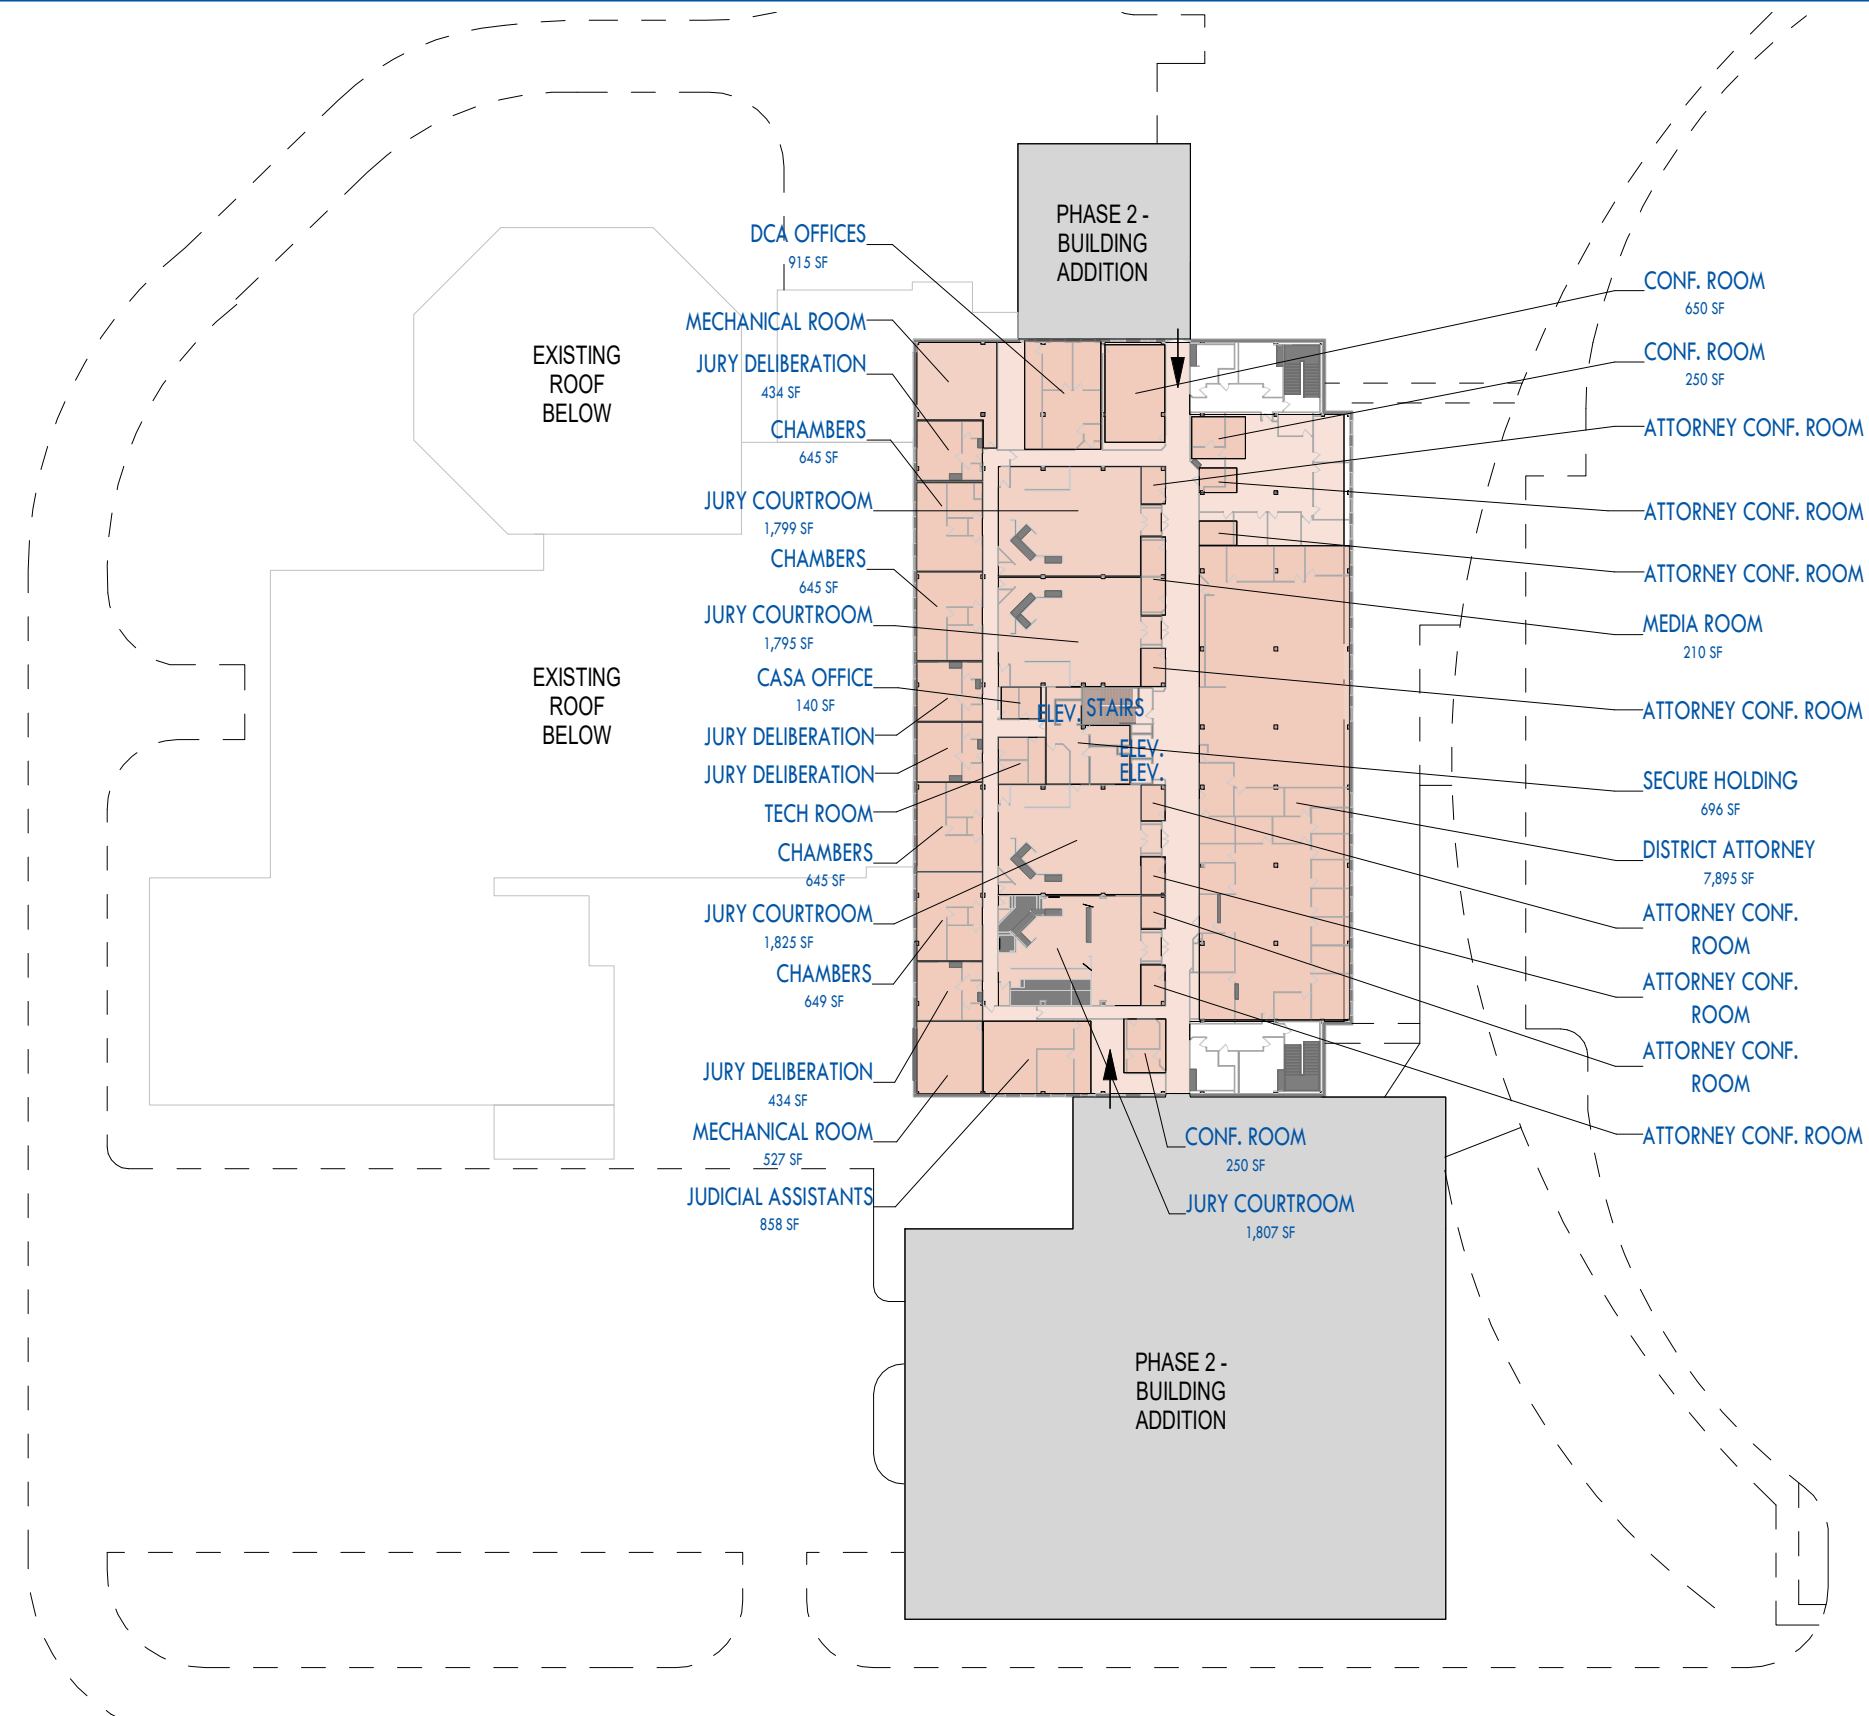 PHASE 2 -
BUILDING
ADDITION
DCA OFFICES
915 SF
MECHANICAL ROOM
JURY DELIBERATION
434 SF
CHAMBERS
645 SF
JURY COURTROOM
1,799 SF
CHAMBERS
645 SF
JURY COURTROOM
1,795 SF
CASA OFFICE
140 SF
JURY DELIBERATION
JURY DELIBERATION
TECH ROOM
CHAMBERS
645 SF
JURY COURTROOM
1,825 SF
CHAMBERS
649 SF
JURY DELIBERATION
434 SF
MECHANICAL ROOM
527 SF
JUDICIAL ASSISTANTS
858 SF
EXISTING
ROOF
BELOW
EXISTING
ROOF
BELOW
ELEV.
STAIRS
ELEV.
ELEV.
CONF. ROOM
650 SF
CONF. ROOM
250 SF
ATTORNEY CONF. ROOM
ATTORNEY CONF. ROOM
ATTORNEY CONF. ROOM
MEDIA ROOM
210 SF
ATTORNEY CONF. ROOM
SECURE HOLDING
696 SF
DISTRICT ATTORNEY
7,895 SF
ATTORNEY CONF.
ROOM
ATTORNEY CONF.
ROOM
ATTORNEY CONF.
ROOM
ATTORNEY CONF. ROOM
CONF. ROOM
250 SF
JURY COURTROOM
1,807 SF
PHASE 2 -
BUILDING
ADDITION